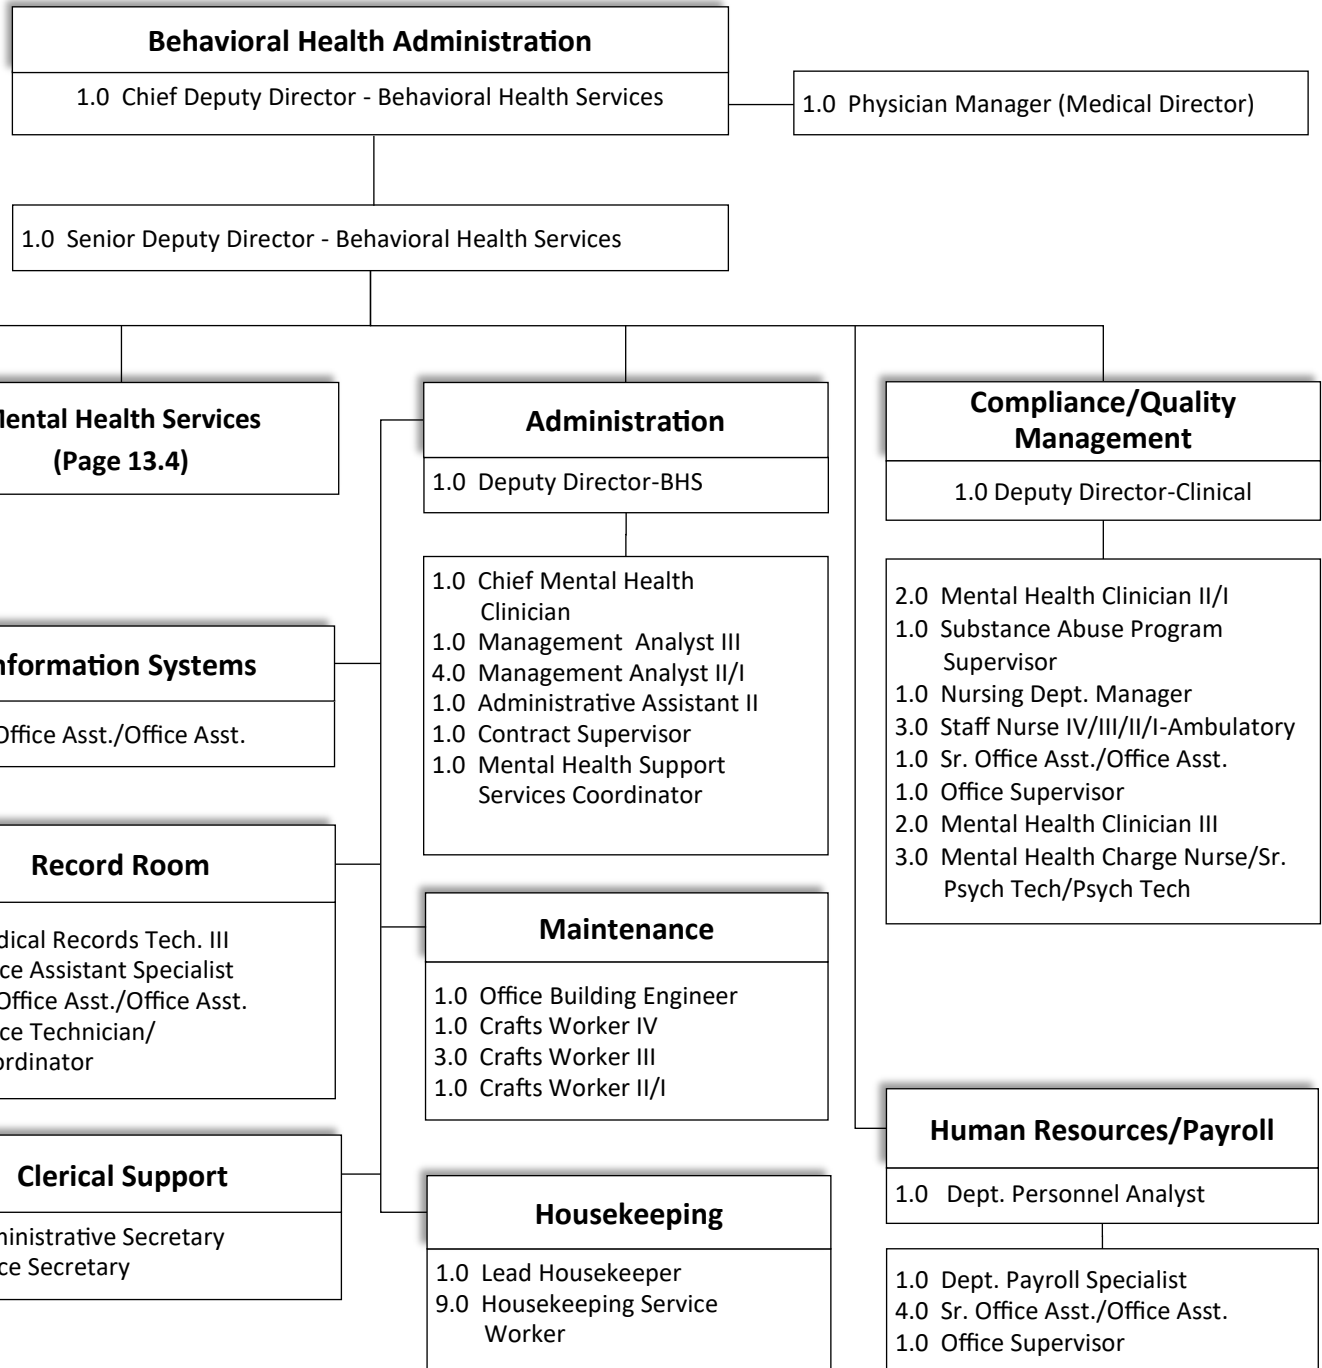 Behavioral Health Administration
1.0 Chief Deputy Director - Behavioral Health Services
1.0 Physician Manager (Medical Director)
1.0 Senior Deputy Director - Behavioral Health Services
Health Services
(Page 13.4)
Administration
1.0 Deputy Director-BHS
1.0 Chief Mental Health
Clinician
1.0 Management Analyst III
4.0 Management Analyst II/I
1.0 Administrative Assistant II
1.0 Contract Supervisor
1.0 Mental Health Support
Services Coordinator
Compliance/Quality
Management
1.0 Deputy Director-Clinical
2.0 Mental Health Clinician II/I
1.0 Substance Abuse Program
Supervisor
1.0 Nursing Dept. Manager
3.0 Staff Nurse IV/III/II/I-Ambulatory
1.0 Sr. Office Asst./Office Asst.
1.0 Office Supervisor
2.0 Mental Health Clinician III
3.0 Mental Health Charge Nurse/Sr.
Psych Tech/Psych Tech
Systems
Office Asst./Office Asst.
Record Room
Records Tech. III
Assistant Specialist
Office Asst./Office Asst.
Technician/
Clerical Support
Secretary
Secretary
Maintenance
1.0 Office Building Engineer
1.0 Crafts Worker IV
3.0 Crafts Worker III
1.0 Crafts Worker II/I
Housekeeping
1.0 Lead Housekeeper
9.0 Housekeeping Service
Worker
Human Resources/Payroll
1.0 Dept. Personnel Analyst
1.0 Dept. Payroll Specialist
4.0 Sr. Office Asst./Office Asst.
1.0 Office Supervisor